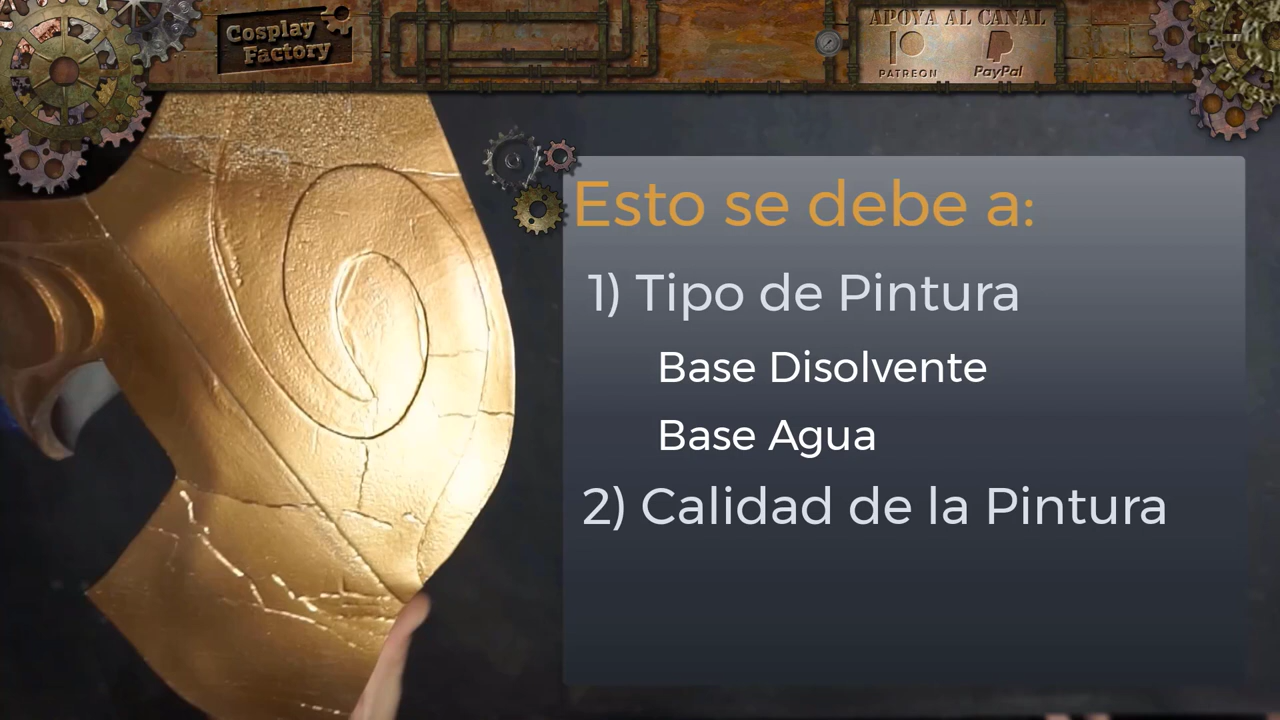 Cosplay
Factory
APOYA AL CANAL
PATREON
PayPal
Esto se debe a:
1) Tipo de Pintura
Base Disolvente
Base Agua
2) Calidad de la Pintura